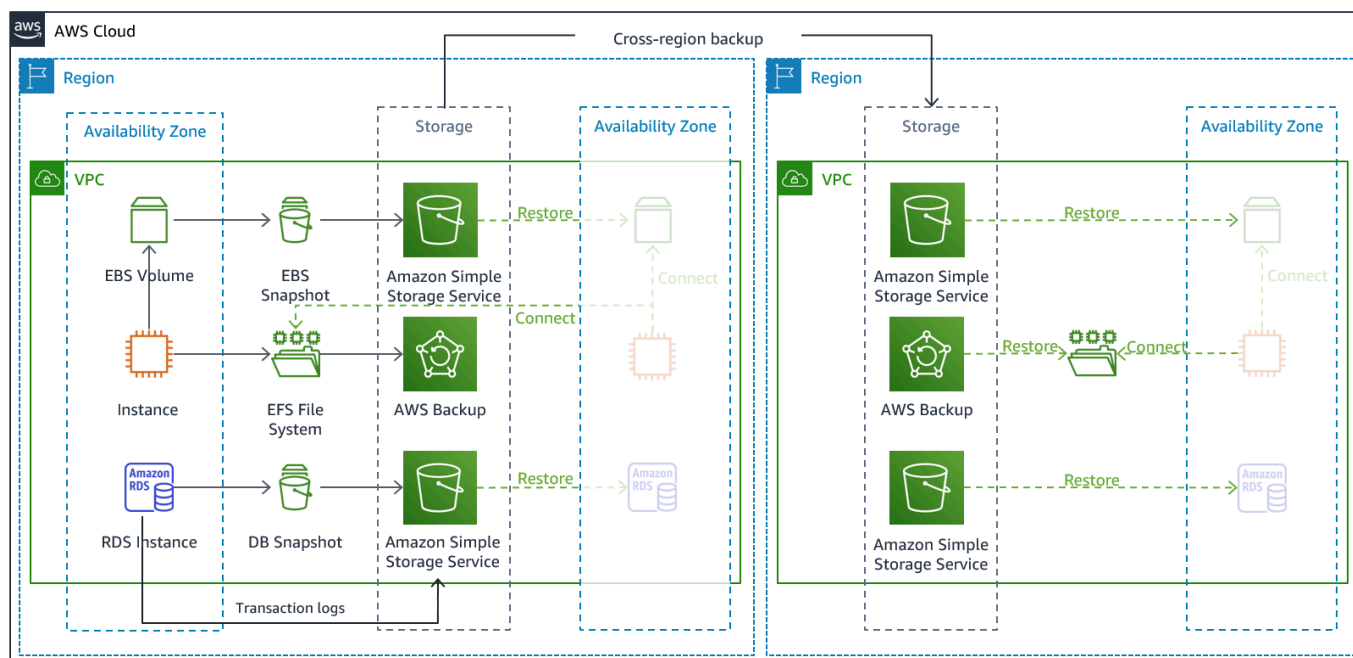 aws
AWS Cloud
Cross-region backup
Region
Region
Availability Zone
Storage
Availability Zone
Storage
Availability Zone
VPC
VPC
Restore
Restore
EBS Volume
EBS
Snapshot
Amazon Simple
Storage Service
Connect
Amazon Simple
Storage Service
Connect
Connect
Restore
Connect
Instance
EFS File
System
AWS Backup
AWS Backup
Amazon
RDS
Restore
Amazon
RDS
Restore
Amazon
RDS
RDS Instance
DB Snapshot
Amazon Simple
Storage Service
Amazon Simple
Storage Service
Transaction logs